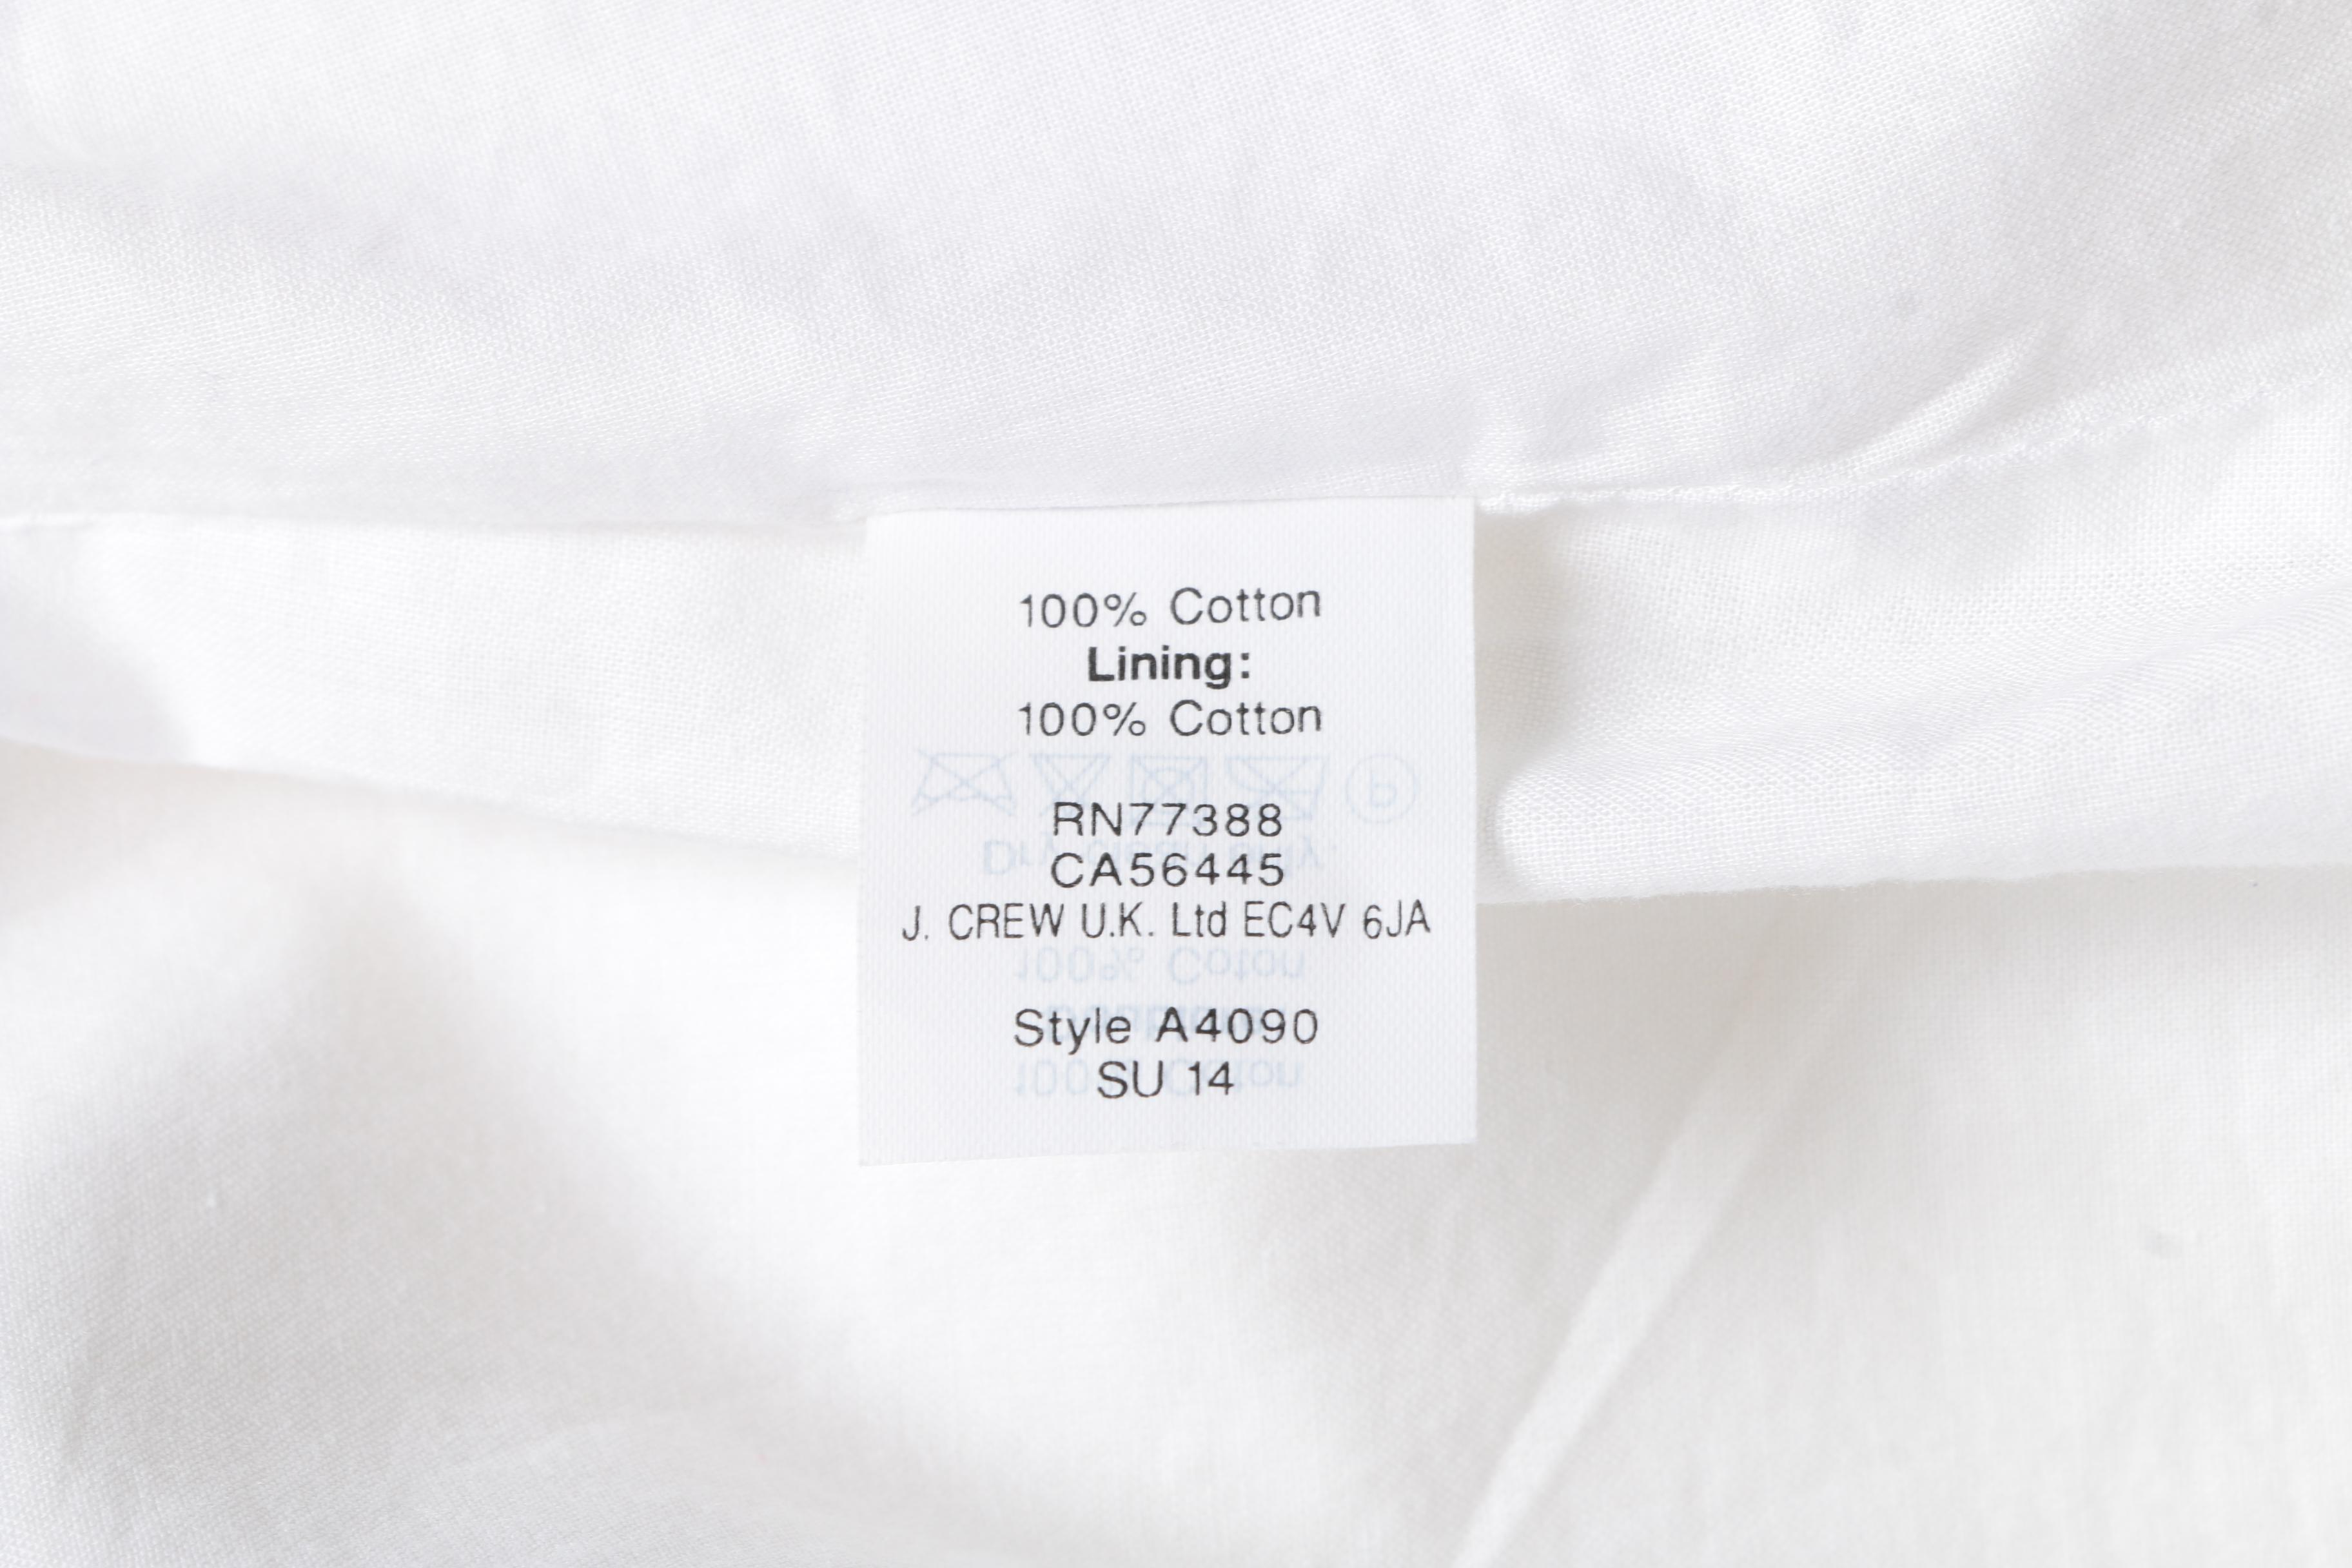 100% Cotton
Lining:
100% Cotton
RN77388
CA56445
J. CREW U.K. Ltd EC4V 6JA
Style A4090
SU 14